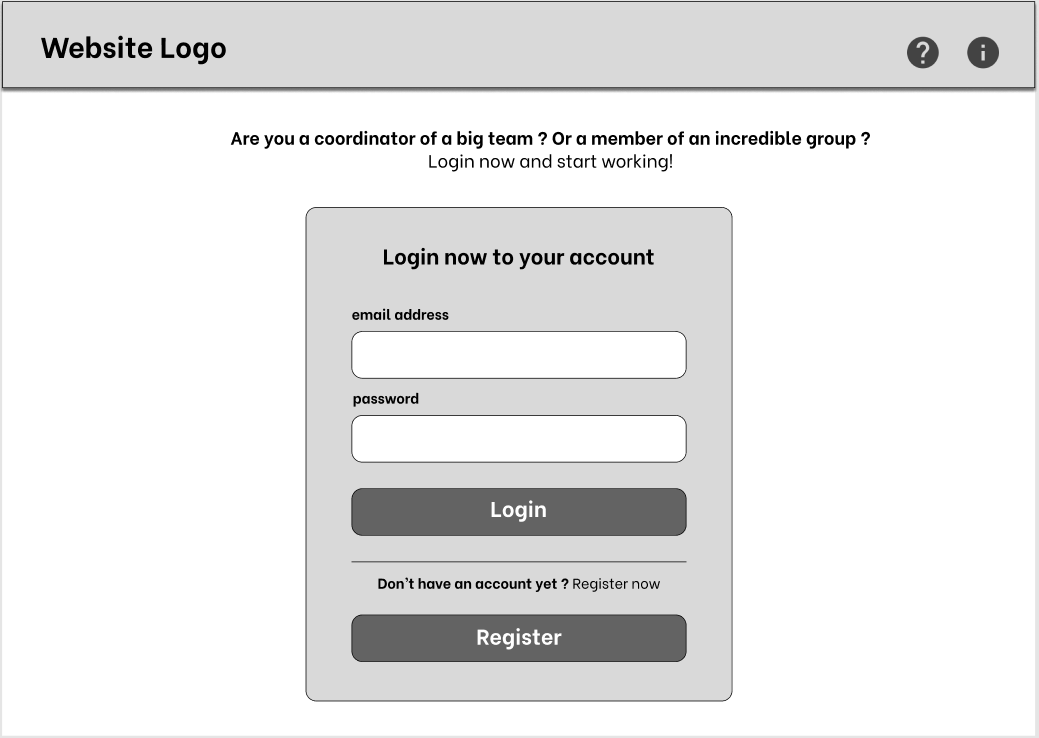 Website Logo
?
i
Are you a coordinator of a big team ? Or a member of an incredible group ?
Login now and start working!
Login now to your account
email address
password
Login
Don't have an account yet ? Register now
Register